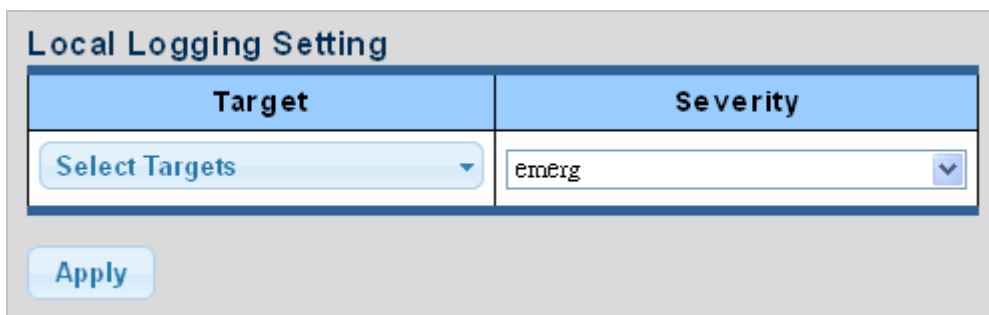 Local Logging Setting
Target Severity
Select Targets emerg
Apply